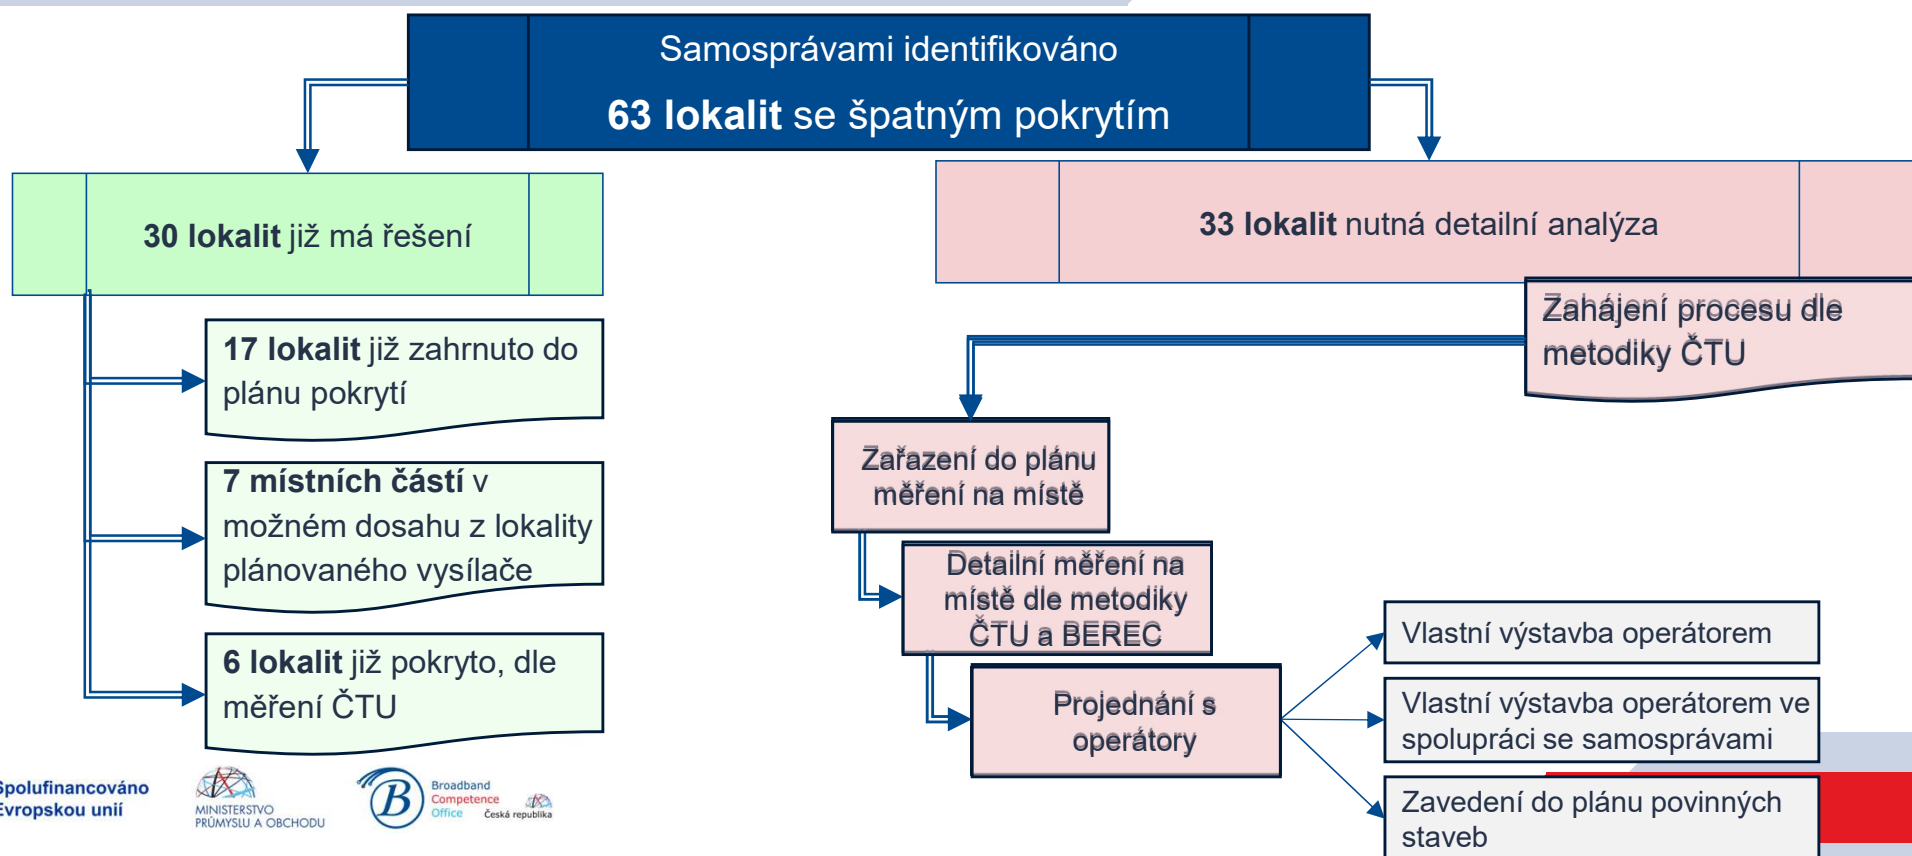 Samosprávami identifikováno
63 lokalit se špatným pokrytím
30 lokalit již má řešení
17 lokalit již zahrnuto do
plánu pokrytí
7 místních částí v
možném dosahu z lokality
plánovaného vysílače
6 lokalit již pokryto, dle
měření ČTU
33 lokalit nutná detailní analýza
Zahájení procesu dle
metodiky ČTU
Zařazení do plánu
měření na místě
Detailní měření na
místě dle metodiky
ČTU a BEREC
Projednání s
operátory
Vlastní výstavba operátorem
Vlastní výstavba operátorem ve
spolupráci se samosprávami
Zavedení do plánu povinných
staveb
Spolufinancováno
Evropskou unií
MINISTERSTVO
PRŮMYSLU A OBCHODU
B
Broadband
Competence
Office Česká republika